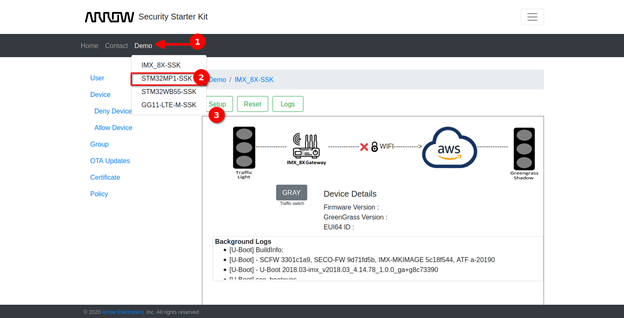 ARROW Security Starter Kit
Home Contact Demo 1
IMX_8X-SSK
STM32MP1-SSK 2
STM32WB55-SSK
GG11-LTE-M-SSK
User
Device
Deny Device
Allow Device
Group
OTA Updates
Certificate
Policy
Demo / IMX_8X-SSK
Setup Reset Logs
3
Traffic
Light
IMX_8X Gateway
WIFI
aws
Greengrass
Shadow
GRAY
Traffic switch
Device Details
Firmware Version :
GreenGrass Version :
EUI64 ID :
Background Logs
[U-Boot] BuildInfo:
[U-Boot] - SCFW 3301c1a9, SECO-FW 9d71fd5b, IMX-MKIMAGE 5c18f544, ATF a-20190
[U-Boot] - U-Boot 2018.03-imx_v2018.03_4.14.78_1.0.0_ga+g8c73390
© 2020 Arrow Electronics, Inc. All rights reserved